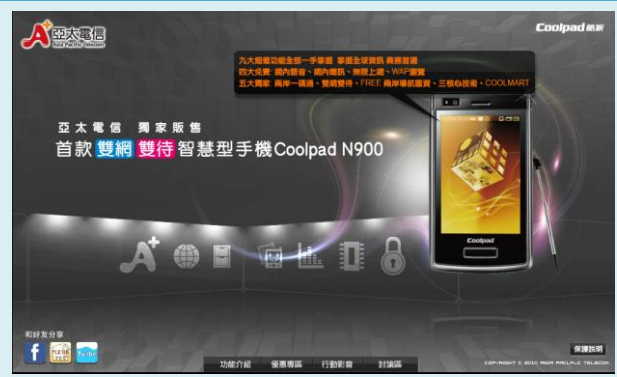 亞太電信
Asia Pacific Telecom
Coolpad 酷派
九大超值功能全部一手掌握 掌握全球資訊 商務首選
四大免費 網內語音、網內簡訊、無線上網、WAP瀏覽
五大獨家 兩岸一碼通、雙網雙待、FREE 兩岸導航圖資、三核心技術、COOLMART
亞太電信 獨家販售
首款 雙網 雙待 智慧型手機Coolpad N900
Coolpad
和好友分享
保護說明
功能介紹 優惠專區 行動影音 討論區
COPYRIGHT © 2010 ASIA PACIFIC TELECOM